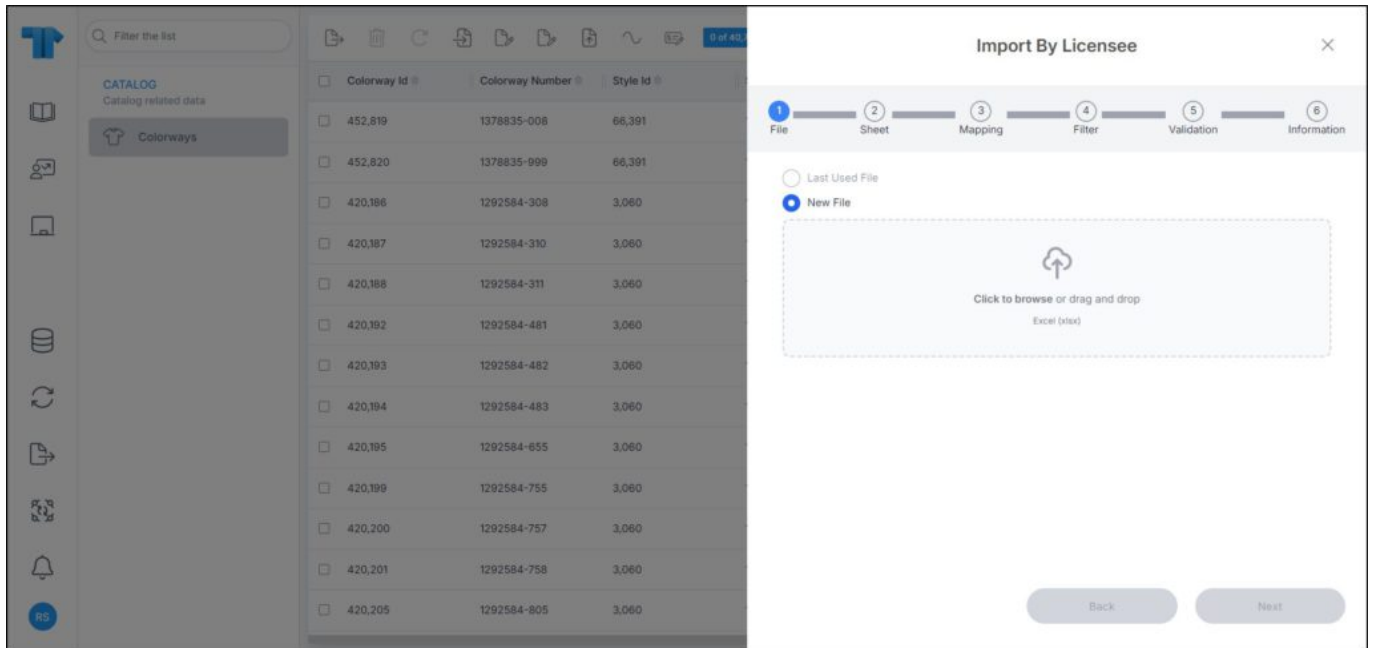 Filter the list
CATALOG
Catalog related data
Colorways
RS
0 of 40,
Colorway Id
Colorway Number
Style Id
452,819 1378835-008 66,391
452,820 1378835-999 66,391
420,186 1292584-308 3,060
420,187 1292584-310 3,060
420,188 1292584-311 3,060
420,192 1292584-481 3,060
420,193 1292584-482 3,060
420,194 1292584-483 3,060
420,195 1292584-655 3,060
420,199 1292584-755 3,060
420,200 1292584-757 3,060
420,201 1292584-758 3,060
420,205 1292584-805 3,060
Import By Licensee
1 2 3 4 5 6
File Sheet Mapping Filter Validation Information
Last Used File
New File
Click to browse or drag and drop
Excel (xlsx)
Back Next